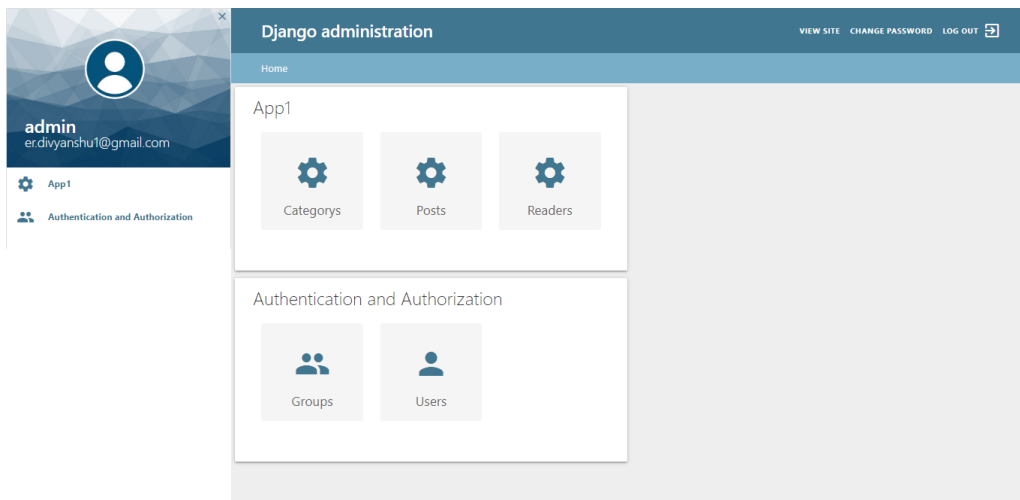 ×
admin
er.divyanshu1@gmail.com
App1
Authentication and Authorization
Django administration
VIEW SITE CHANGE PASSWORD LOG OUT
Home
App1
Categorys Posts Readers
Authentication and Authorization
Groups Users